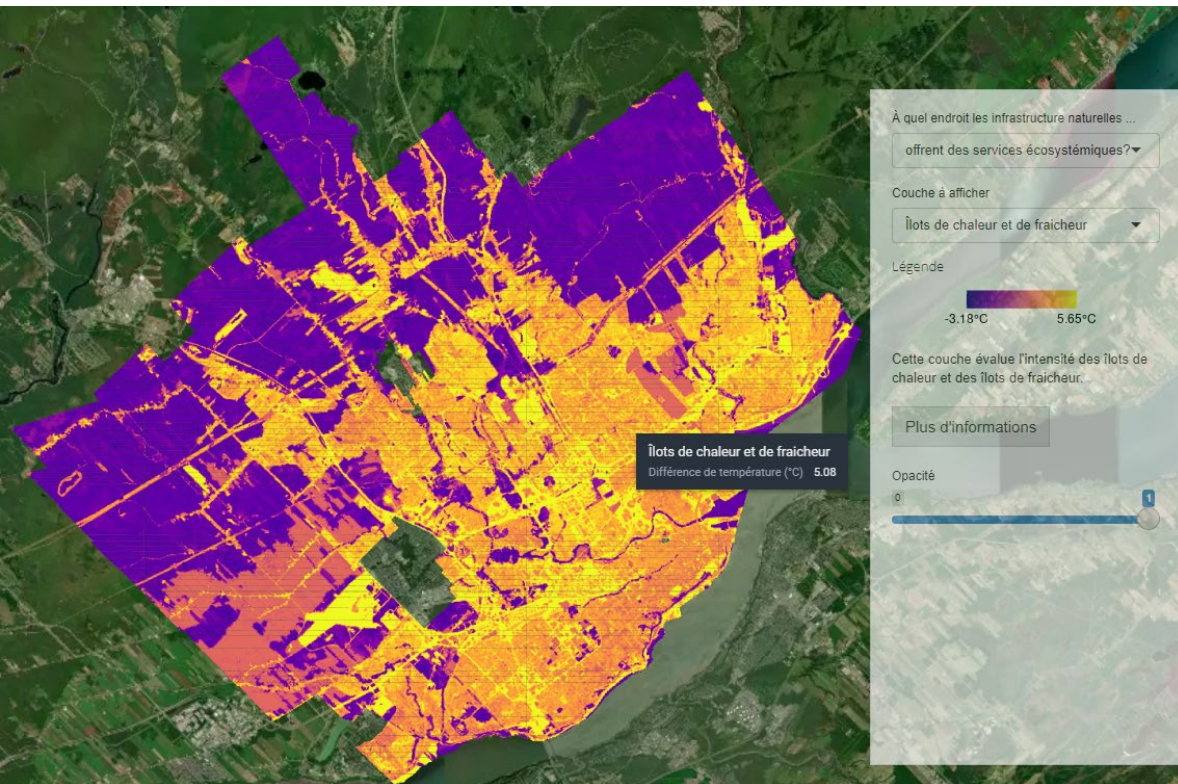 À quel endroit les infrastructure naturelles ...
offrent des services écosystémiques?
Couche à afficher
Îlots de chaleur et de fraicheur
Légende
-3.18°C 5.65°C
Cette couche évalue l'intensité des îlots de
chaleur et des îlots de fraicheur.
Plus d'informations
Opacité
0 1
Îlots de chaleur et de fraicheur
Différence de température (°C) 5.08